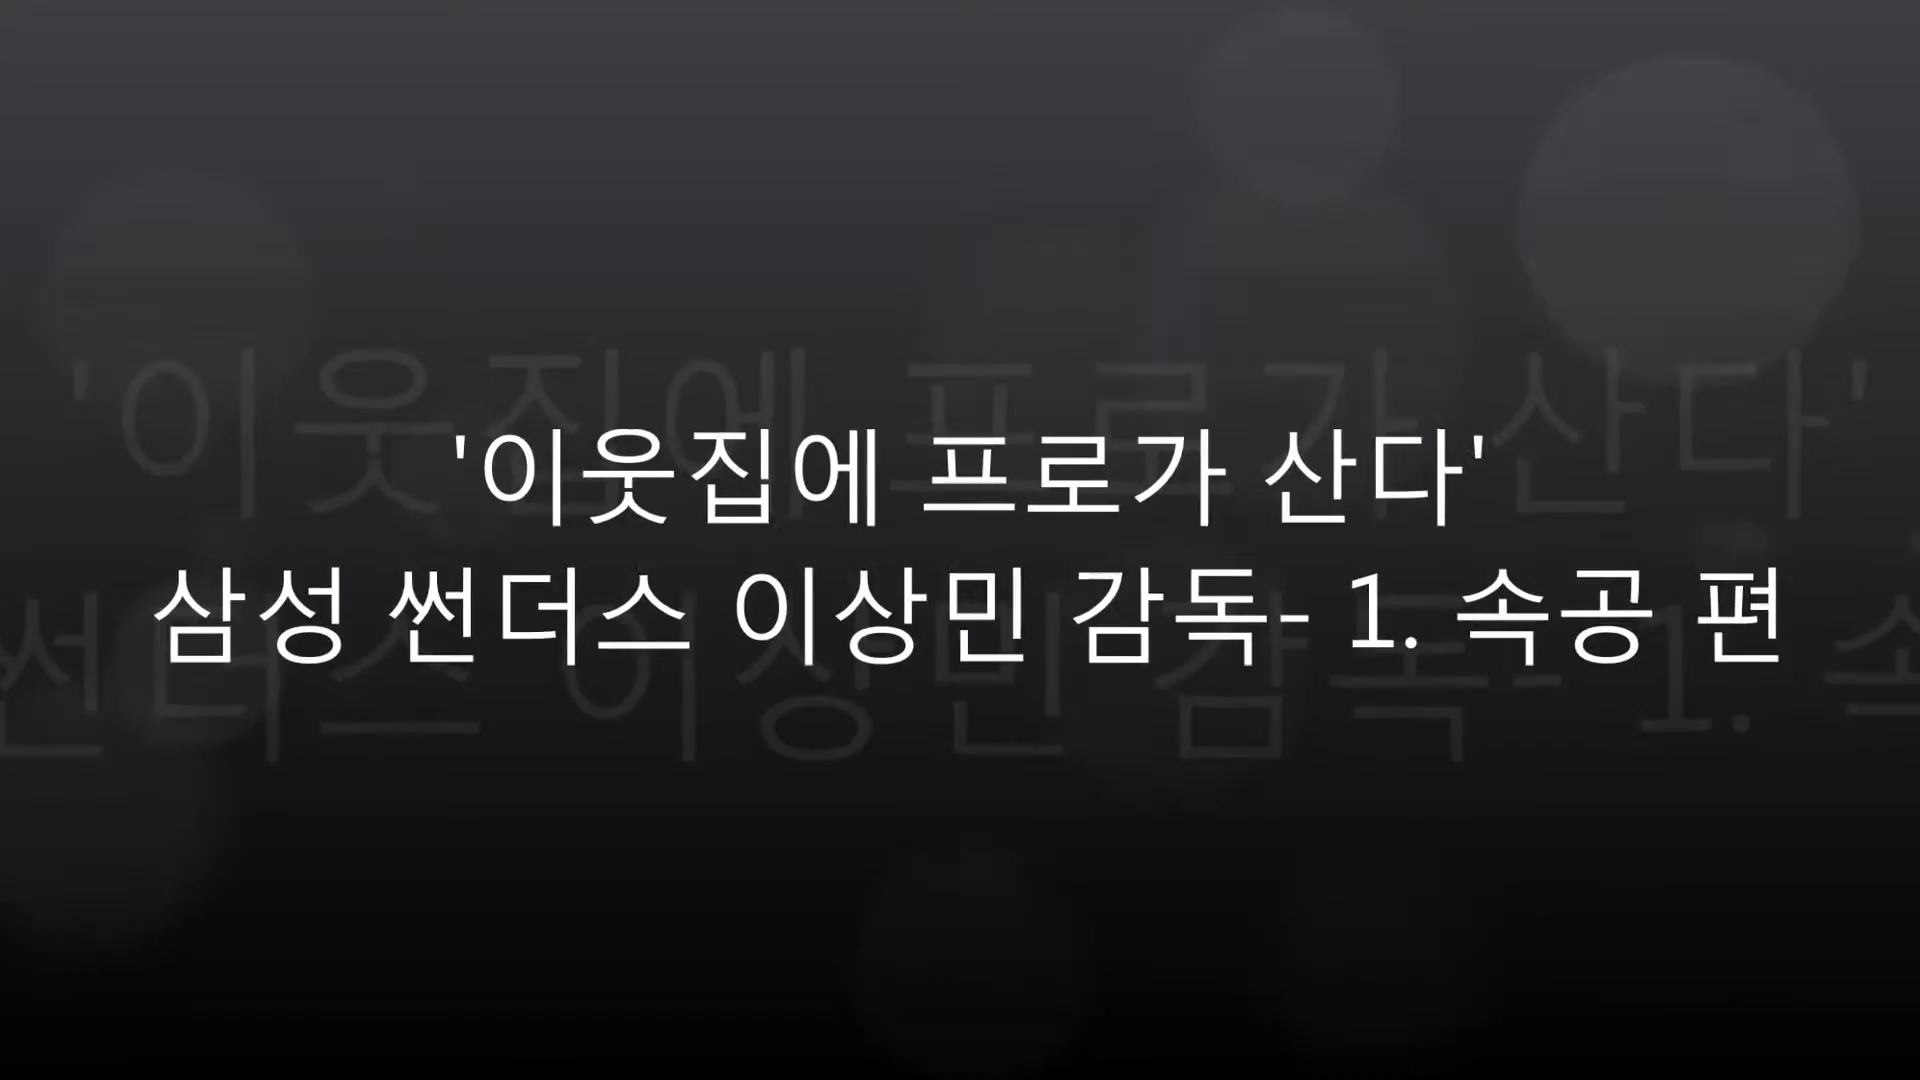 '이웃집에 프로가 산다'
삼성 썬더스 이상민 감독- 1. 속공 편